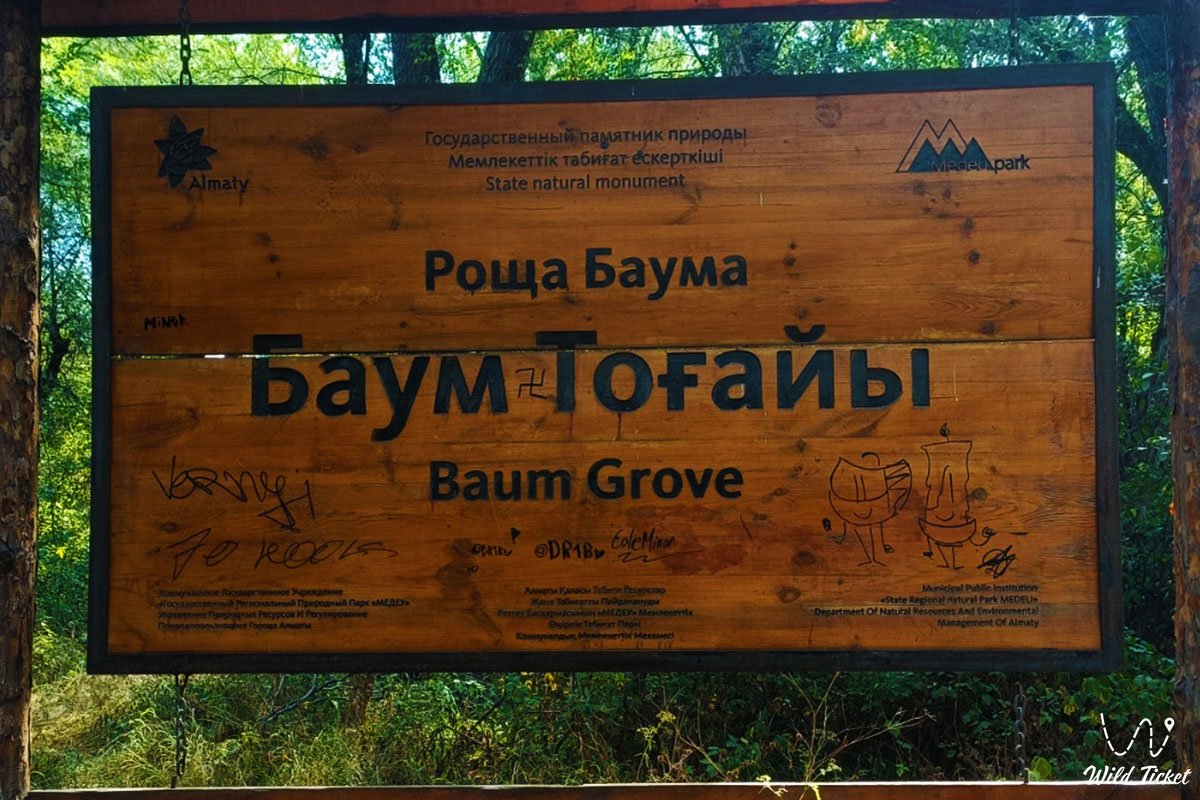 Государственный памятник природы
Мемлекеттік табиғат ескерткіші
State natural monument
Almaty
Medeu park
Роща Баума
MiNOR
Баум Тоғайы
Baum Grove
@DR1B
Коммунальное Государственное Учреждение
«Государственный Региональный Природный Парк «МЕДЕУ»
Управление Природных Ресурсов И Регулирования
Природопользования Города Алматы
Алматы Қаласы Табиғи Ресурстар
Және Табиғатты Пайдалануды
Реттеу Басқармасының «МЕДЕУ» Мемлекеттік
Өңірлік Табиғат Паркі
Коммуналдық Мемлекеттік Мекемесі
Municipal Public Institution
«State Regional natural Park MEDEU»
Department Of Natural Resources And Environmental
Management Of Almaty
Wild Ticket